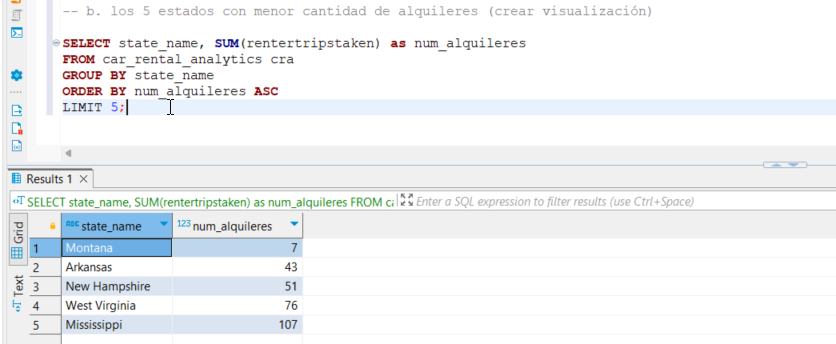 -- b. los 5 estados con menor cantidad de alquileres (crear visualización)
SELECT state_name, SUM(rentertripstaken) as num_alquileres
FROM car_rental_analytics cra
GROUP BY state_name
ORDER BY num_alquileres ASC
LIMIT 5;
Results 1
SELECT state_name, SUM(rentertripstaken) as num_alquileres FROM ca
Enter a SQL expression to filter results (use Ctrl+Space)
Grid
Text
ABC state_name 123 num_alquileres
1 Montana 7
2 Arkansas 43
3 New Hampshire 51
4 West Virginia 76
5 Mississippi 107